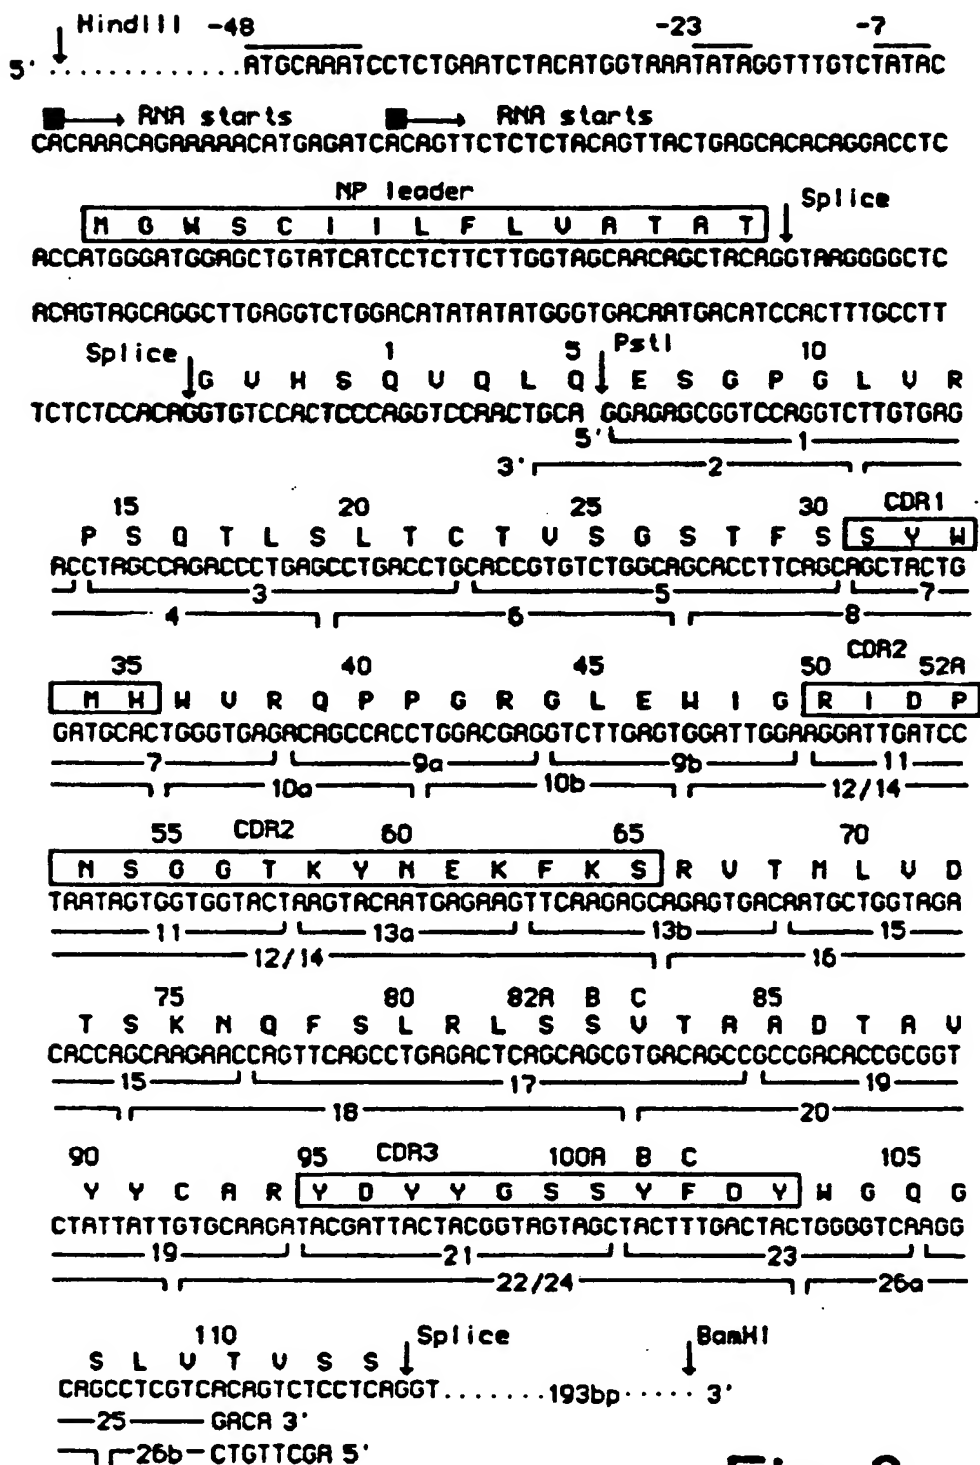 HindIII -48 -23 -7
5' .............ATGCAAATCCTCTGAATCTACATGGTAAATATAGGTTTGTCTATAC
RNA starts RNA starts
CACAAACAGAAAAACATGAGATCACAGTTCTCTCTACAGTTACTGAGCACACAGGACCTC
NP leader Splice
M G W S C I I L F L V A T A T
ACCATGGGATGGAGCTGTATCATCCTCTTCTTGGTAGCAACAGCTACAGGTAAGGGGCTC
ACAGTAGCAGGCTTGAGGTCTGGACATATATATGGGTGACAATGACATCCACTTTGCCTT
Splice 1 5 PstI 10
G V H S Q V Q L Q E S G P G L V R
TCTCTCCACAGGTGTCCACTCCCAGGTCCAACTGCA GGAGAGCGGTCCAGGTCTTGTGAG
5' 1
3' 2
15 20 25 30 CDR1
P S Q T L S L T C T V S G S T F S S Y W
ACCTAGCCAGACCCTGAGCCTGACCTGCACCGTGTCTGGCAGCACCTTCAGCAGCTACTG
3 5 7
4 6 8
35 40 45 50 CDR2 52A
M H W V R Q P P G R G L E W I G R I D P
GATGCACTGGGTGAGACAGCCACCTGGACGAGGTCTTGAGTGGATTGGAAGGATTGATCC
7 9a 9b 11
10a 10b 12/14
55 CDR2 60 65 70
N S G G T K Y N E K F K S R V T M L V D
TAATAGTGGTGGTACTAAGTACAATGAGAAGTTCAAGAGCAGAGTGACAATGCTGGTAGA
11 13a 13b 15
12/14 16
75 80 82A B C 85
T S K N Q F S L R L S S V T A A D T A V
CACCAGCAAGAACCAGTTCAGCCTGAGACTCAGCAGCGTGACAGCCGCCGACACCGCGGT
15 17 19
18 20
90 95 CDR3 100A B C 105
Y Y C A R Y D Y Y G S S Y F D Y W G Q G
CTATTATTGTGCAAGATACGATTACTACGGTAGTAGCTACTTTGACTACTGGGGTCAAGG
19 21 23
22/24 26a
110 Splice BamHI
S L V T V S S
CAGCCTCGTCACAGTCTCCTCAGGT.......193bp..... 3'
25 GACA 3'
26b CTGTTCGA 5'